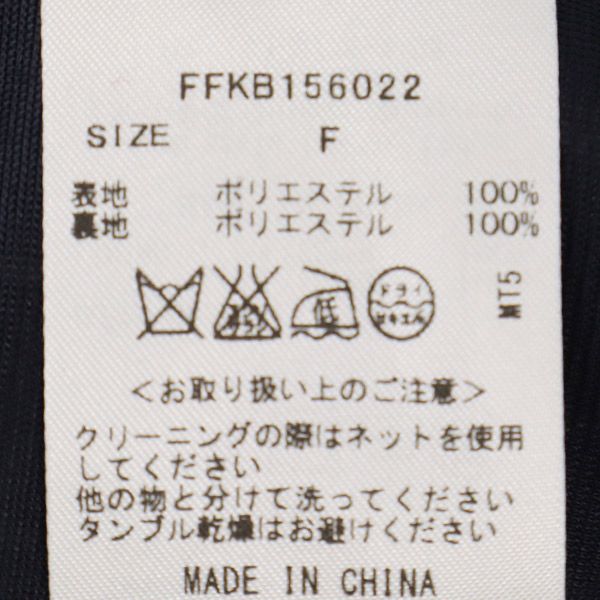 FFKB156022
SIZE F
表地 ポリエステル 100%
裏地 ポリエステル 100%
低
ドライ
セキユ系
MT5
＜お取り扱い上のご注意＞
クリーニングの際はネットを使用
してください
他の物と分けて洗ってください
タンブル乾燥はお避けください
MADE IN CHINA